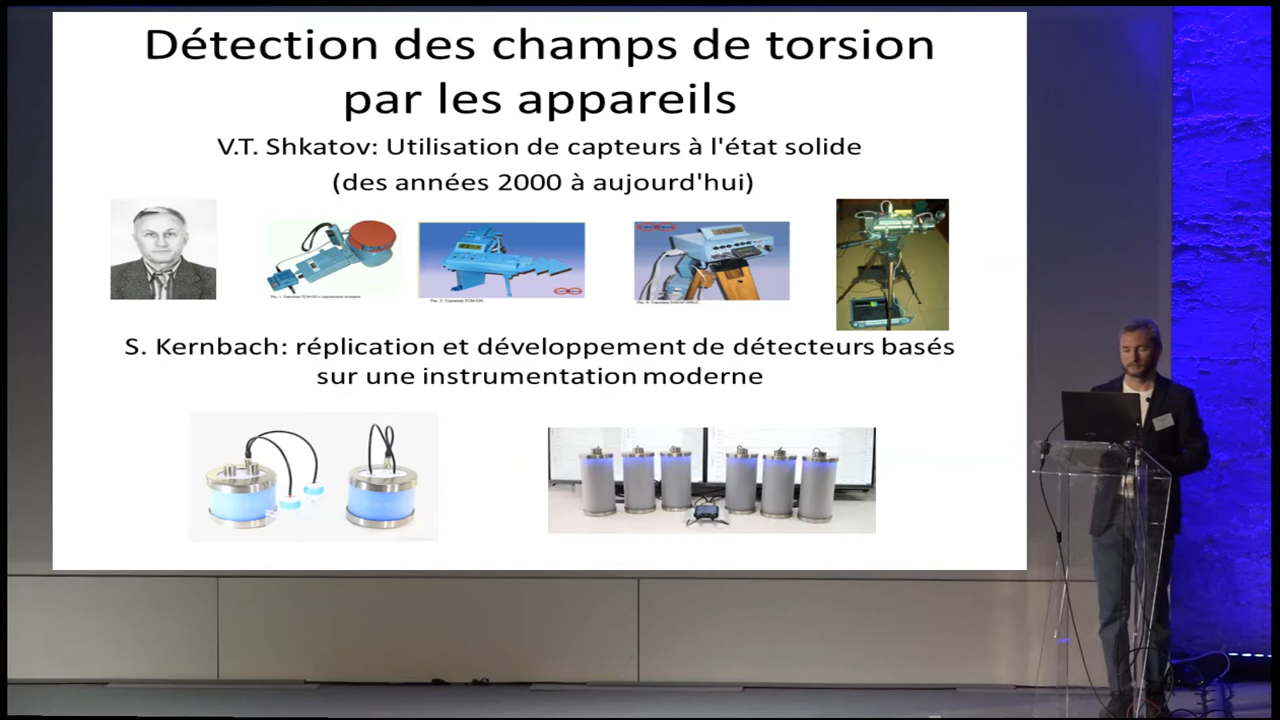 Détection des champs de torsion
par les appareils
V.T. Shkatov: Utilisation de capteurs à l'état solide
(des années 2000 à aujourd'hui)
S. Kernbach: réplication et développement de détecteurs basés
sur une instrumentation moderne